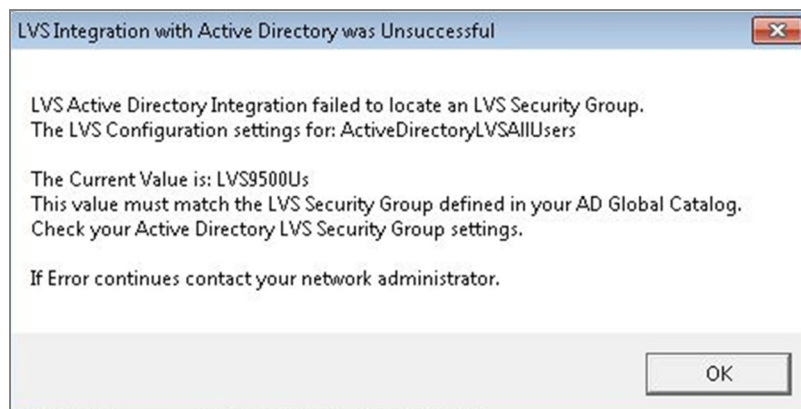 LVS Integration with Active Directory was Unsuccessful
LVS Active Directory Integration failed to locate an LVS Security Group.
The LVS Configuration settings for: ActiveDirectoryLVSAllUsers
The Current Value is: LVS9500Us
This value must match the LVS Security Group defined in your AD Global Catalog.
Check your Active Directory LVS Security Group settings.
If Error continues contact your network administrator.
OK